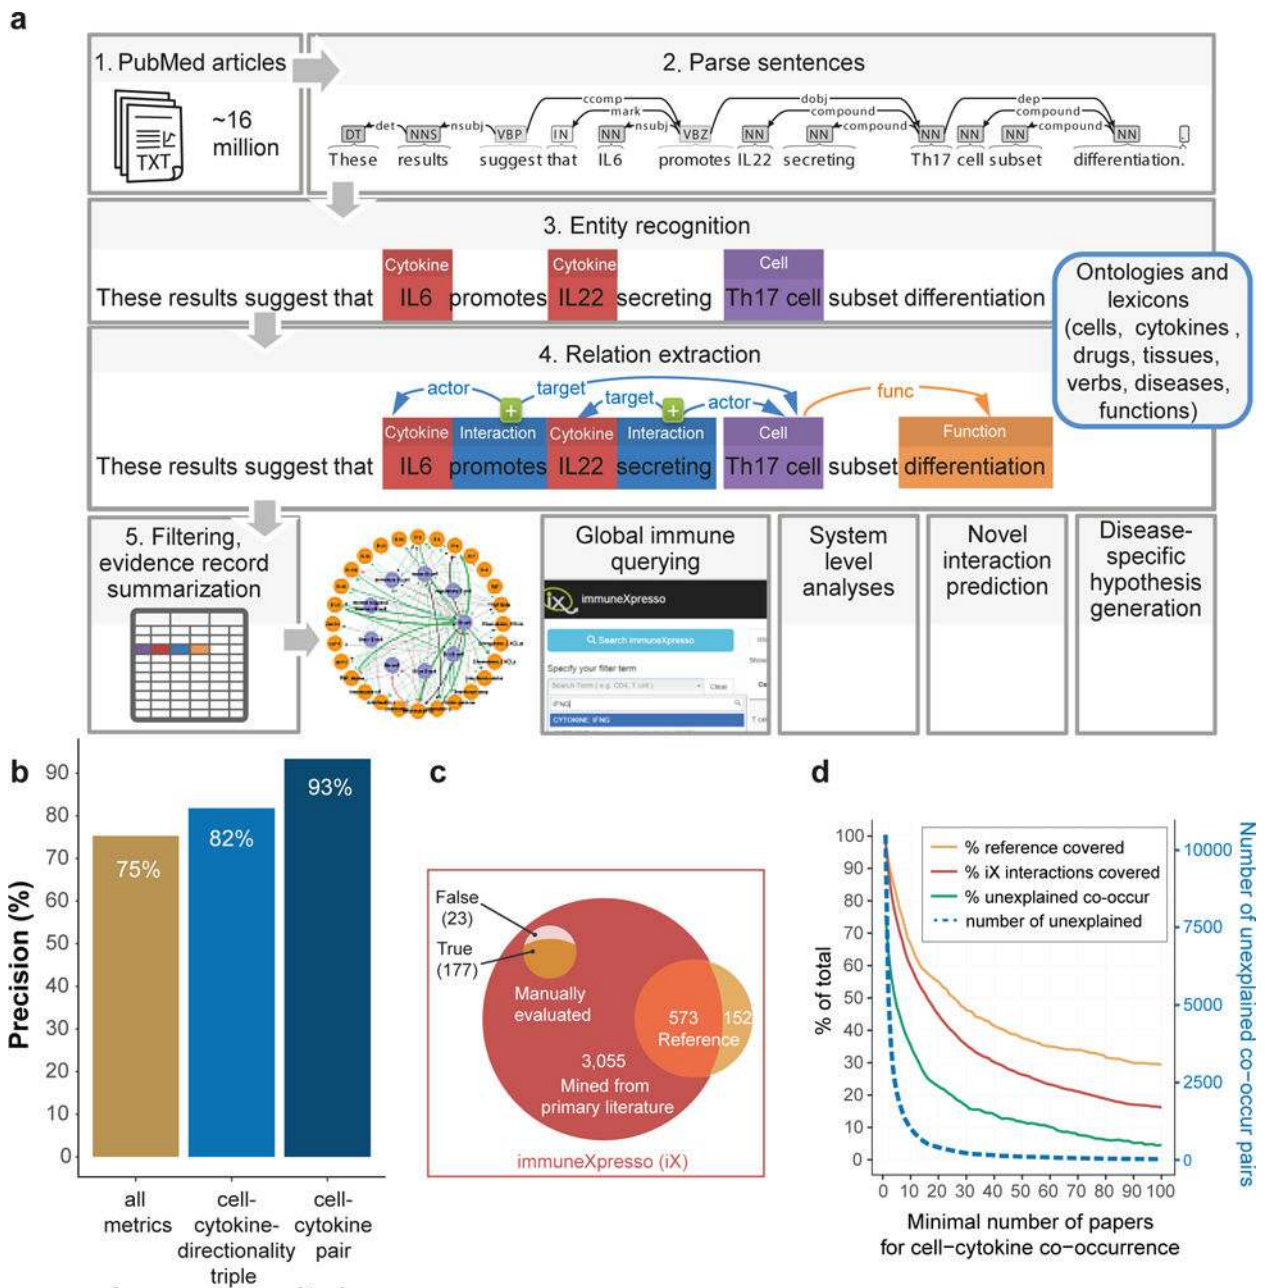 a
1. PubMed articles
TXT
~16
million
2. Parse sentences
ccomp
mark
dobj
compound
dep
compound
DT det NNS nsubj VBP IN NN nsubj VBZ NN NN compound NN NN NN compound NN .
These results suggest that IL6 promotes IL22 secreting Th17 cell subset differentiation.
3. Entity recognition
Cytokine Cytokine Cell
These results suggest that IL6 promotes IL22 secreting Th17 cell subset differentiation
Ontologies and
lexicons
(cells, cytokines ,
drugs, tissues,
verbs, diseases,
functions)
4. Relation extraction
actor target target actor func
+ +
Cytokine Interaction Cytokine Interaction Cell Function
These results suggest that IL6 promotes IL22 secreting Th17 cell subset differentiation
5. Filtering,
evidence record
summarization
Global immune
querying
iX immuneXpresso
Search immuneXpresso
Specify your filter term
Search Term ( e.g. CD4, T cell ) Clear
IFNG
CYTOKINE: IFNG
System
level
analyses
Novel
interaction
prediction
Disease-
specific
hypothesis
generation
b
Precision (%)
90
80
70
60
50
40
30
20
10
0
75%
82%
93%
all
metrics
cell-
cytokine-
directionality
triple
cell-
cytokine
pair
c
False
(23)
True
(177)
Manually
evaluated
573
Reference
152
3,055
Mined from
primary literature
immuneXpresso (iX)
d
% of total
100
90
80
70
60
50
40
30
20
10
0
% reference covered
% iX interactions covered
% unexplained co-occur
number of unexplained
10000
7500
5000
2500
0
Number of unexplained co-occur pairs
0 10 20 30 40 50 60 70 80 90 100
Minimal number of papers
for cell-cytokine co-occurrence